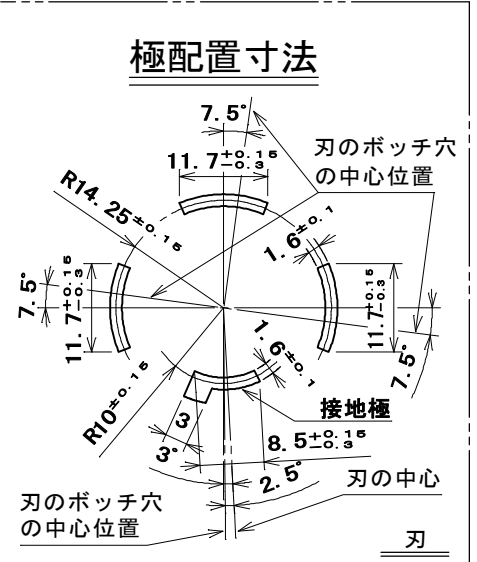 極配置寸法
7.5°
11.7+0.15-0.3
刃のボッチ穴
の中心位置
R14.25±0.15
1.6±0.1
7.5°
11.7+0.15-0.3
11.7+0.15-0.3
7.5°
R10±0.15
1.6±0.1
接地極
3
3°
8.5+0.15-0.3
2.5°
刃の中心
刃のボッチ穴
の中心位置
刃